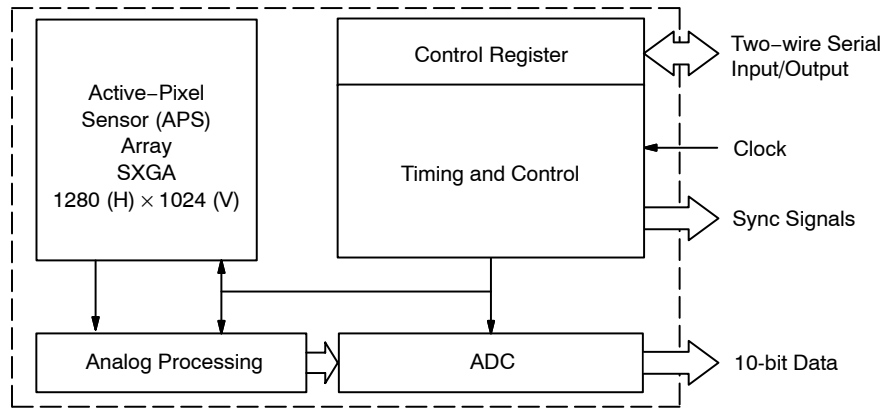 Active−Pixel
Sensor (APS)
Array
SXGA
1280 (H) × 1024 (V)
Control Register
Timing and Control
Two−wire Serial
Input/Output
Clock
Sync Signals
Analog Processing
ADC
10-bit Data